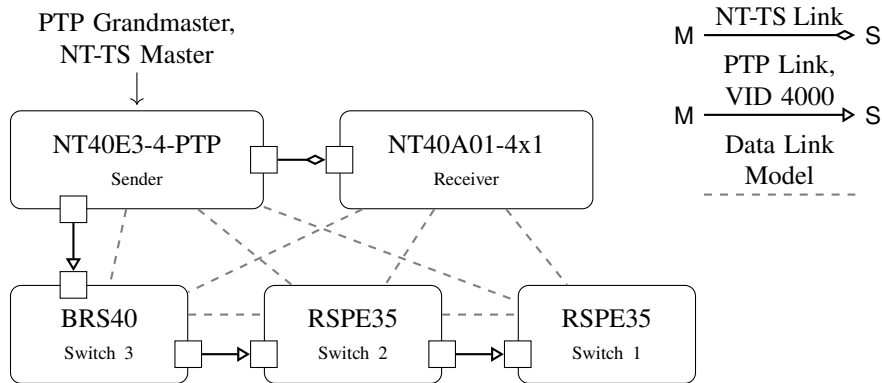 PTP Grandmaster,
NT-TS Master
NT40E3-4-PTP
Sender
NT40A01-4x1
Receiver
BRS40
Switch 3
RSPE35
Switch 2
RSPE35
Switch 1
NT-TS Link
M S
PTP Link,
VID 4000
M S
Data Link
Model